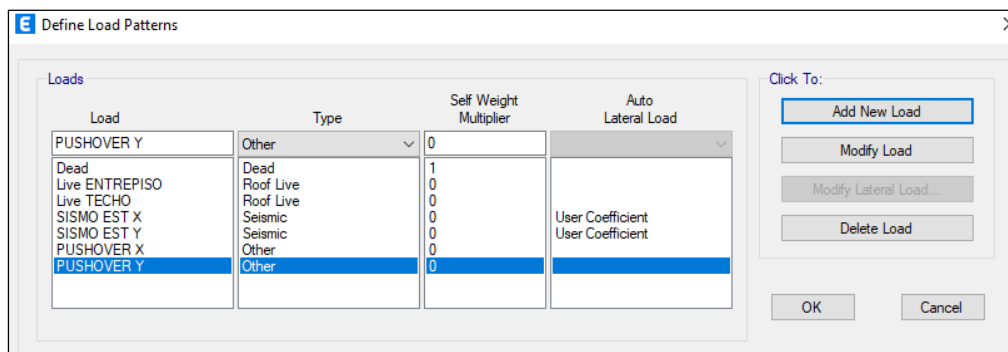 E Define Load Patterns
Loads
Click To:
Load Type Self Weight Multiplier Auto Lateral Load
PUSHOVER Y Other 0
Dead Dead 1
Live ENTREPISO Roof Live 0
Live TECHO Roof Live 0
SISMO EST X Seismic 0 User Coefficient
SISMO EST Y Seismic 0 User Coefficient
PUSHOVER X Other 0
PUSHOVER Y Other 0
Add New Load
Modify Load
Modify Lateral Load...
Delete Load
OK Cancel